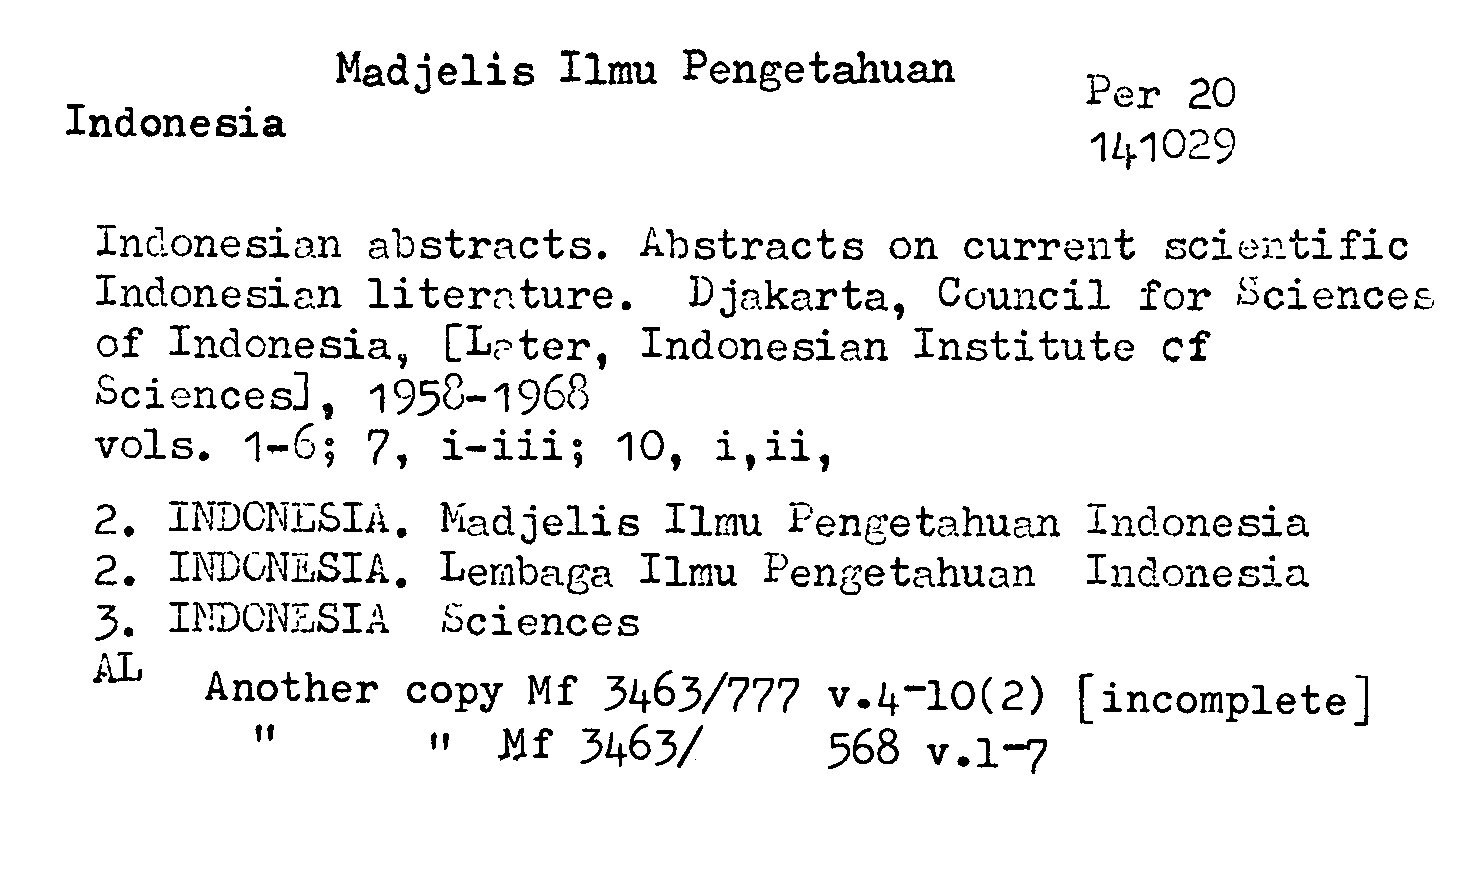 Madjelis Ilmu Pengetahuan
Indonesia
Per 20
141029
Indonesian abstracts. Abstracts on current scientific
Indonesian literature. Djakarta, Council for Sciences
of Indonesia, [Later, Indonesian Institute of
Sciences], 1958-1968
vols. 1-6; 7, i-iii; 10, i,ii,
2. INDONESIA. Madjelis Ilmu Pengetahuan Indonesia
2. INDONESIA. Lembaga Ilmu Pengetahuan Indonesia
3. INDONESIA Sciences
AL
Another copy Mf 3463/777 v.4-10(2) [incomplete]
" " Mf 3463/ 568 v.1-7